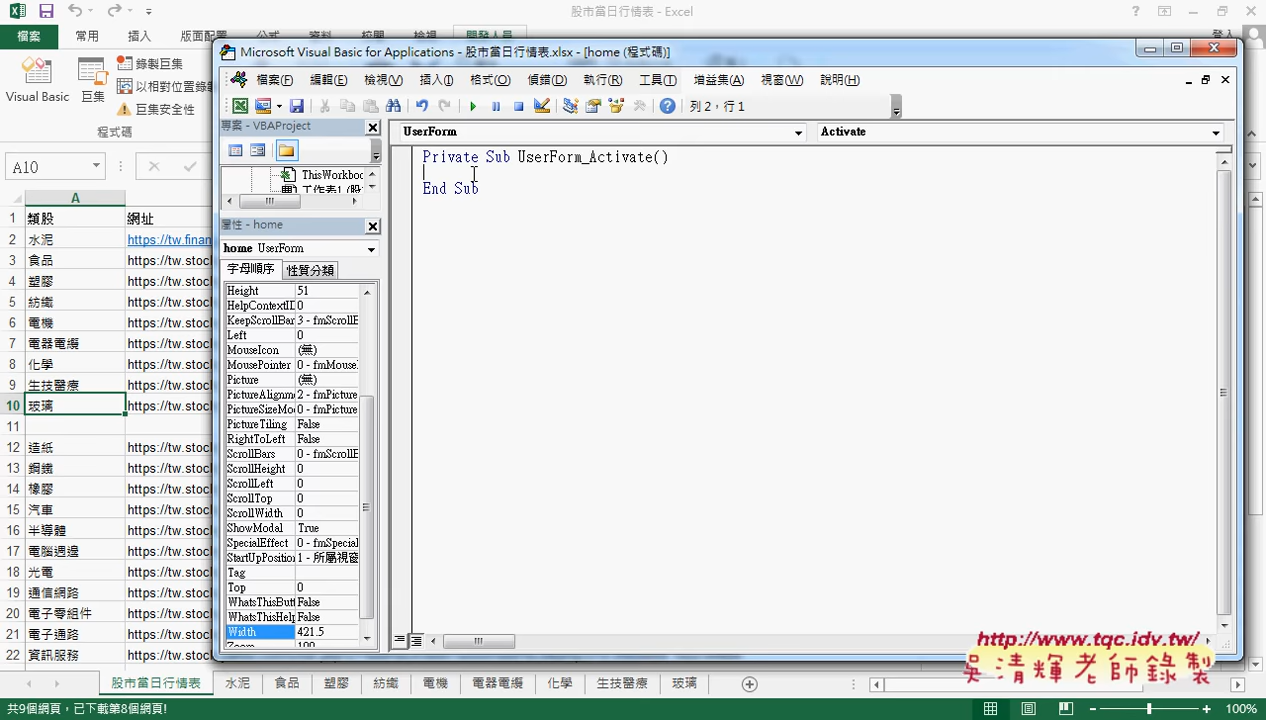 股市當日行情表 - Excel
檔案 常用 插入 版面配置 公式 資料 校閱 檢視 開發人員 登入
Visual Basic
巨集
錄製巨集
以相對位置錄製
巨集安全性
程式碼
A10
A
1 類股 網址
2 水泥 https://tw.finan
3 食品 https://tw.stoc
4 塑膠 https://tw.stoc
5 紡織 https://tw.stoc
6 電機 https://tw.stoc
7 電器電纜 https://tw.stoc
8 化學 https://tw.stoc
9 生技醫療 https://tw.stoc
10 玻璃 https://tw.stoc
11
12 造紙 https://tw.stoc
13 鋼鐵 https://tw.stoc
14 橡膠 https://tw.stoc
15 汽車 https://tw.stoc
16 半導體 https://tw.stoc
17 電腦週邊 https://tw.stoc
18 光電 https://tw.stoc
19 通信網路 https://tw.stoc
20 電子零組件 https://tw.stoc
21 電子通路 https://tw.stoc
22 資訊服務 https://tw.stoc
Microsoft Visual Basic for Applications - 股市當日行情表.xlsx - [home (程式碼)]
檔案(F) 編輯(E) 檢視(V) 插入(I) 格式(O) 偵錯(D) 執行(R) 工具(T) 增益集(A) 視窗(W) 說明(H)
列 2，行 1
專案 - VBAProject
ThisWorkboo
工作表1 (股
屬性 - home
home UserForm
字母順序 性質分類
Height 51
HelpContextID 0
KeepScrollBar 3 - fmScrollB
Left 0
MouseIcon (無)
MousePointer 0 - fmMouse
Picture (無)
PictureAlignme 2 - fmPicture
PictureSizeMo 0 - fmPicture
PictureTiling False
RightToLeft False
ScrollBars 0 - fmScrollE
ScrollHeight 0
ScrollLeft 0
ScrollTop 0
ScrollWidth 0
ShowModal True
SpecialEffect 0 - fmSpecial
StartUpPosition 1 - 所屬視窗
Tag
Top 0
WhatsThisButt False
WhatsThisHelp False
Width 421.5
Zoom 100
UserForm Activate
Private Sub UserForm_Activate()
End Sub
http://www.tqc.idv.tw/
吳清輝老師錄製
股市當日行情表 水泥 食品 塑膠 紡織 電機 電器電纜 化學 生技醫療 玻璃
共9個網頁，已下載第8個網頁!
100%